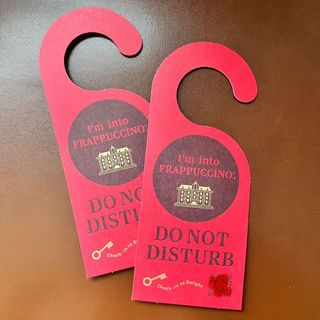 I'm into
FRAPPUCCINO:
DO NOT
DISTURB
I'm into
FRAPPUCCINO:
DO NOT
DISTURB
Check-in to Delight